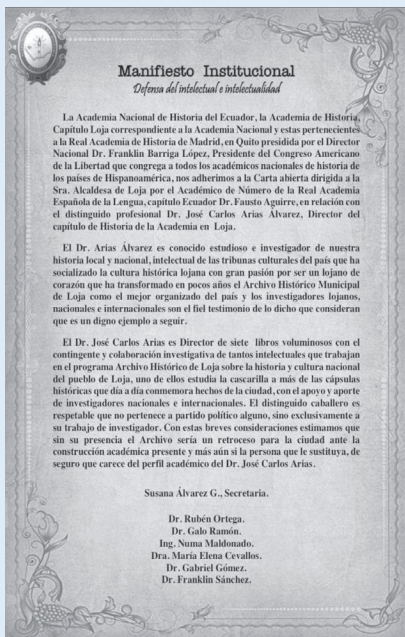 Manifiesto Institucional
Defensa del intelectual e intelectualidad
La Academia Nacional de Historia del Ecuador, la Academia de Historia,
Capítulo Loja correspondiente a la Academia Nacional y estas pertenecientes
a la Real Academia de Historia de Madrid, en Quito presidida por el Director
Nacional Dr. Franklin Barriga López, Presidente del Congreso Americano
de la Libertad que congrega a todos los académicos nacionales de historia de
los países de Hispanoamérica, nos adherimos a la Carta abierta dirigida a la
Sra. Alcaldesa de Loja por el Académico de Número de la Real Academia
Española de la Lengua, capítulo Ecuador Dr. Fausto Aguirre, en relación con
el distinguido profesional Dr. José Carlos Arias Álvarez, Director del
capítulo de Historia de la Academia en Loja.
El Dr. Arias Álvarez es conocido estudioso e investigador de nuestra
historia local y nacional, intelectual de las tribunas culturales del país que ha
socializado la cultura histórica lojana con gran pasión por ser un lojano de
corazón que ha transformado en pocos años el Archivo Histórico Municipal
de Loja como el mejor organizado del país y los investigadores lojanos,
nacionales e internacionales son el fiel testimonio de lo dicho que consideran
que es un digno ejemplo a seguir.
El Dr. José Carlos Arias es Director de siete libros voluminosos con el
contingente y colaboración investigativa de tantos intelectuales que trabajan
en el programa Archivo Histórico de Loja sobre la historia y cultura nacional
del pueblo de Loja, uno de ellos estudia la cascarilla a más de las cápsulas
históricas que día a día conmemora hechos de la ciudad, con el apoyo y aporte
de investigadores nacionales e internacionales. El distinguido caballero es
respetable que no pertenece a partido político alguno, sino exclusivamente a
su trabajo de investigador. Con estas breves consideraciones estimamos que
sin su presencia el Archivo sería un retroceso para la ciudad ante la
construcción académica presente y más aún si la persona que le sustituya, de
seguro que carece del perfil académico del Dr. José Carlos Arias.
Susana Álvarez G., Secretaria.
Dr. Rubén Ortega.
Dr. Galo Ramón.
Ing. Numa Maldonado.
Dra. María Elena Cevallos.
Dr. Gabriel Gómez.
Dr. Franklin Sánchez.